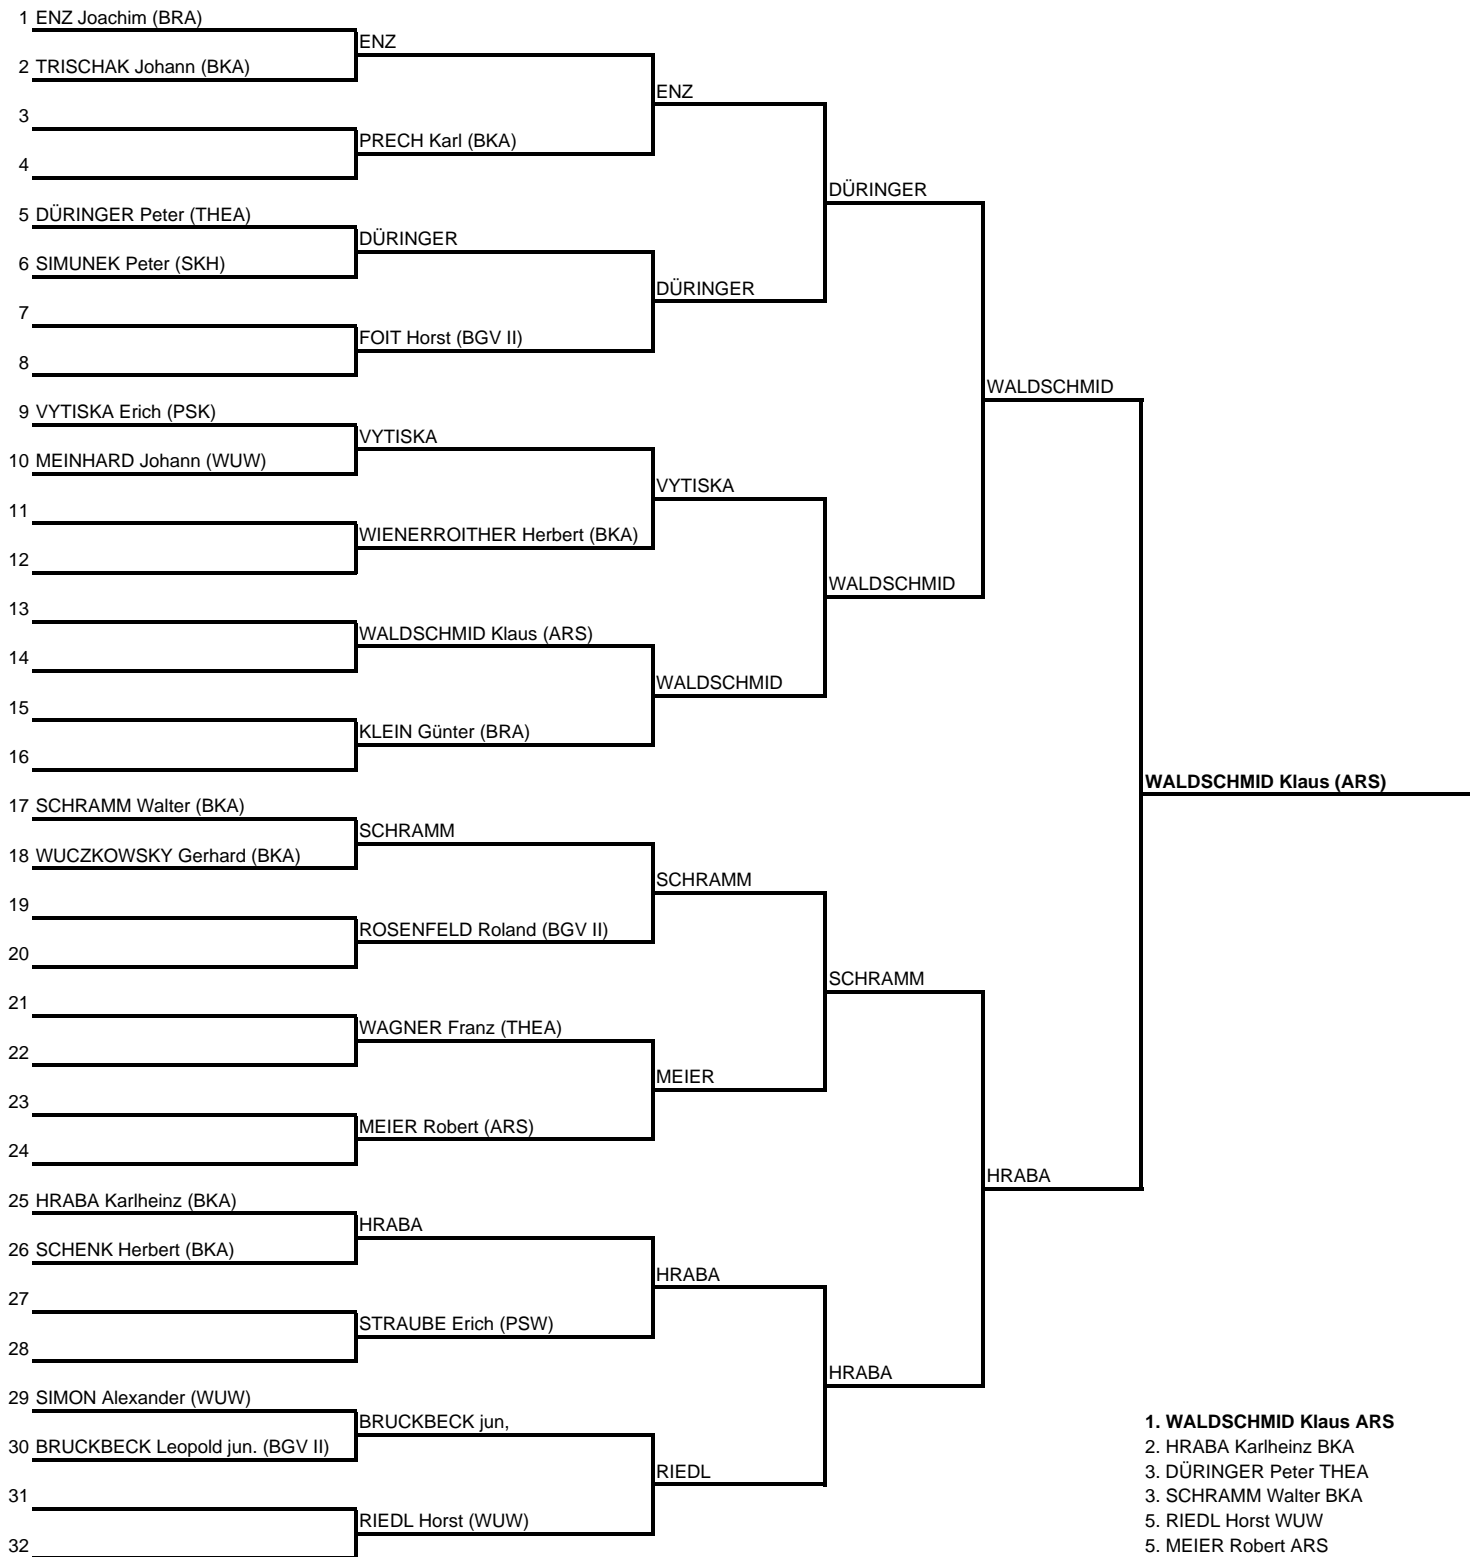 1 ENZ Joachim (BRA)
ENZ
2 TRISCHAK Johann (BKA)
ENZ
3
PRECH Karl (BKA)
4
DÜRINGER
5 DÜRINGER Peter (THEA)
DÜRINGER
6 SIMUNEK Peter (SKH)
DÜRINGER
7
FOIT Horst (BGV II)
8
WALDSCHMID
9 VYTISKA Erich (PSK)
VYTISKA
10 MEINHARD Johann (WUW)
VYTISKA
11
WIENERROITHER Herbert (BKA)
12
WALDSCHMID
13
WALDSCHMID Klaus (ARS)
14
WALDSCHMID
15
KLEIN Günter (BRA)
16
WALDSCHMID Klaus (ARS)
17 SCHRAMM Walter (BKA)
SCHRAMM
18 WUCZKOWSKY Gerhard (BKA)
SCHRAMM
19
ROSENFELD Roland (BGV II)
20
SCHRAMM
21
WAGNER Franz (THEA)
22
MEIER
23
MEIER Robert (ARS)
24
HRABA
25 HRABA Karlheinz (BKA)
HRABA
26 SCHENK Herbert (BKA)
HRABA
27
STRAUBE Erich (PSW)
28
HRABA
29 SIMON Alexander (WUW)
BRUCKBECK jun,
30 BRUCKBECK Leopold jun. (BGV II)
RIEDL
31
RIEDL Horst (WUW)
32
1. WALDSCHMID Klaus ARS
2. HRABA Karlheinz BKA
3. DÜRINGER Peter THEA
3. SCHRAMM Walter BKA
5. RIEDL Horst WUW
5. MEIER Robert ARS